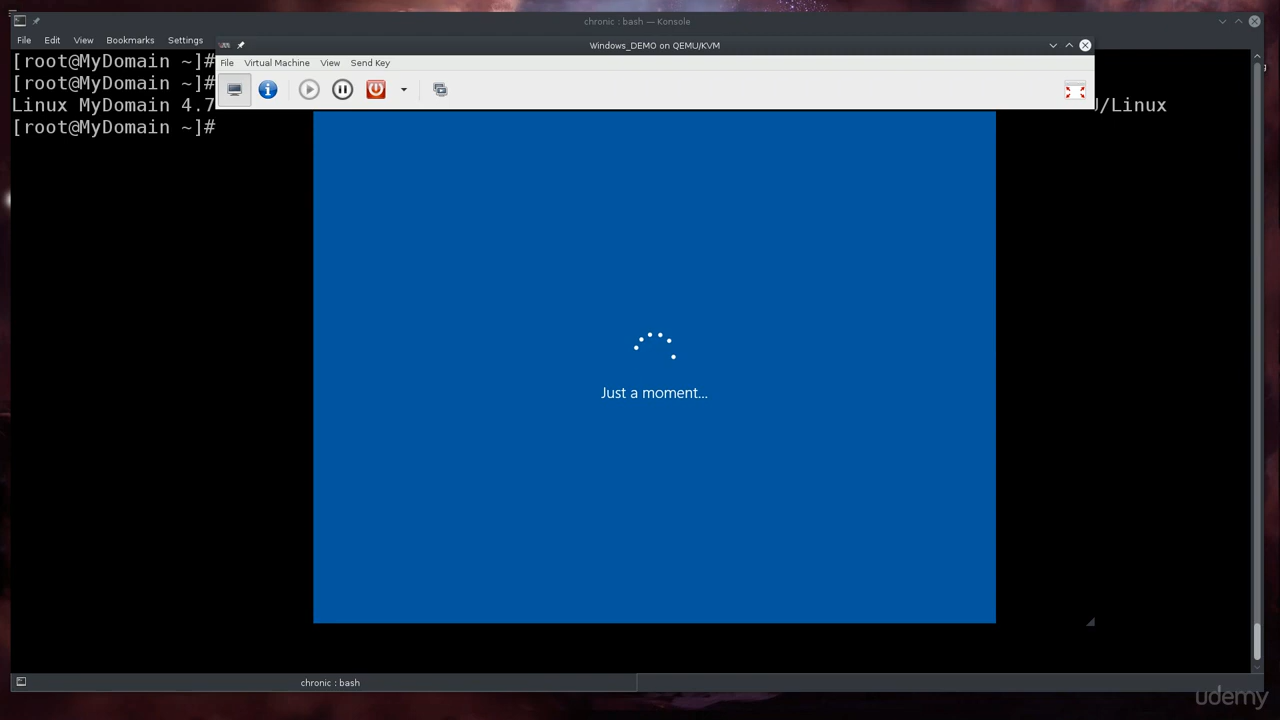 chronic : bash — Konsole
File Edit View Bookmarks Settings
Windows_DEMO on QEMU/KVM
File Virtual Machine View Send Key
[root@MyDomain ~]#
[root@MyDomain ~]#
Linux MyDomain 4.7 /Linux
[root@MyDomain ~]#
Just a moment...
chronic : bash
udemy